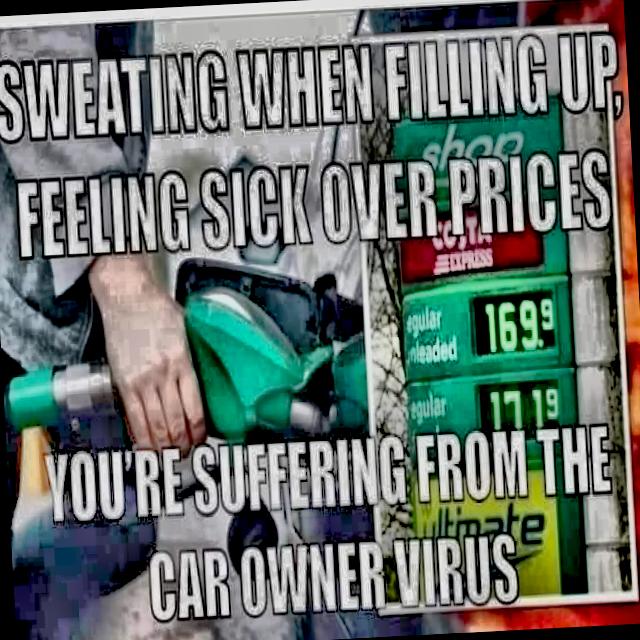 SWEATING WHEN FILLING UP,
FEELING SICK OVER PRICES
shop
EXPRESS
egular
nleaded
169.9
egular
171.9
YOU'RE SUFFERING FROM THE
ultimate
CAR OWNER VIRUS